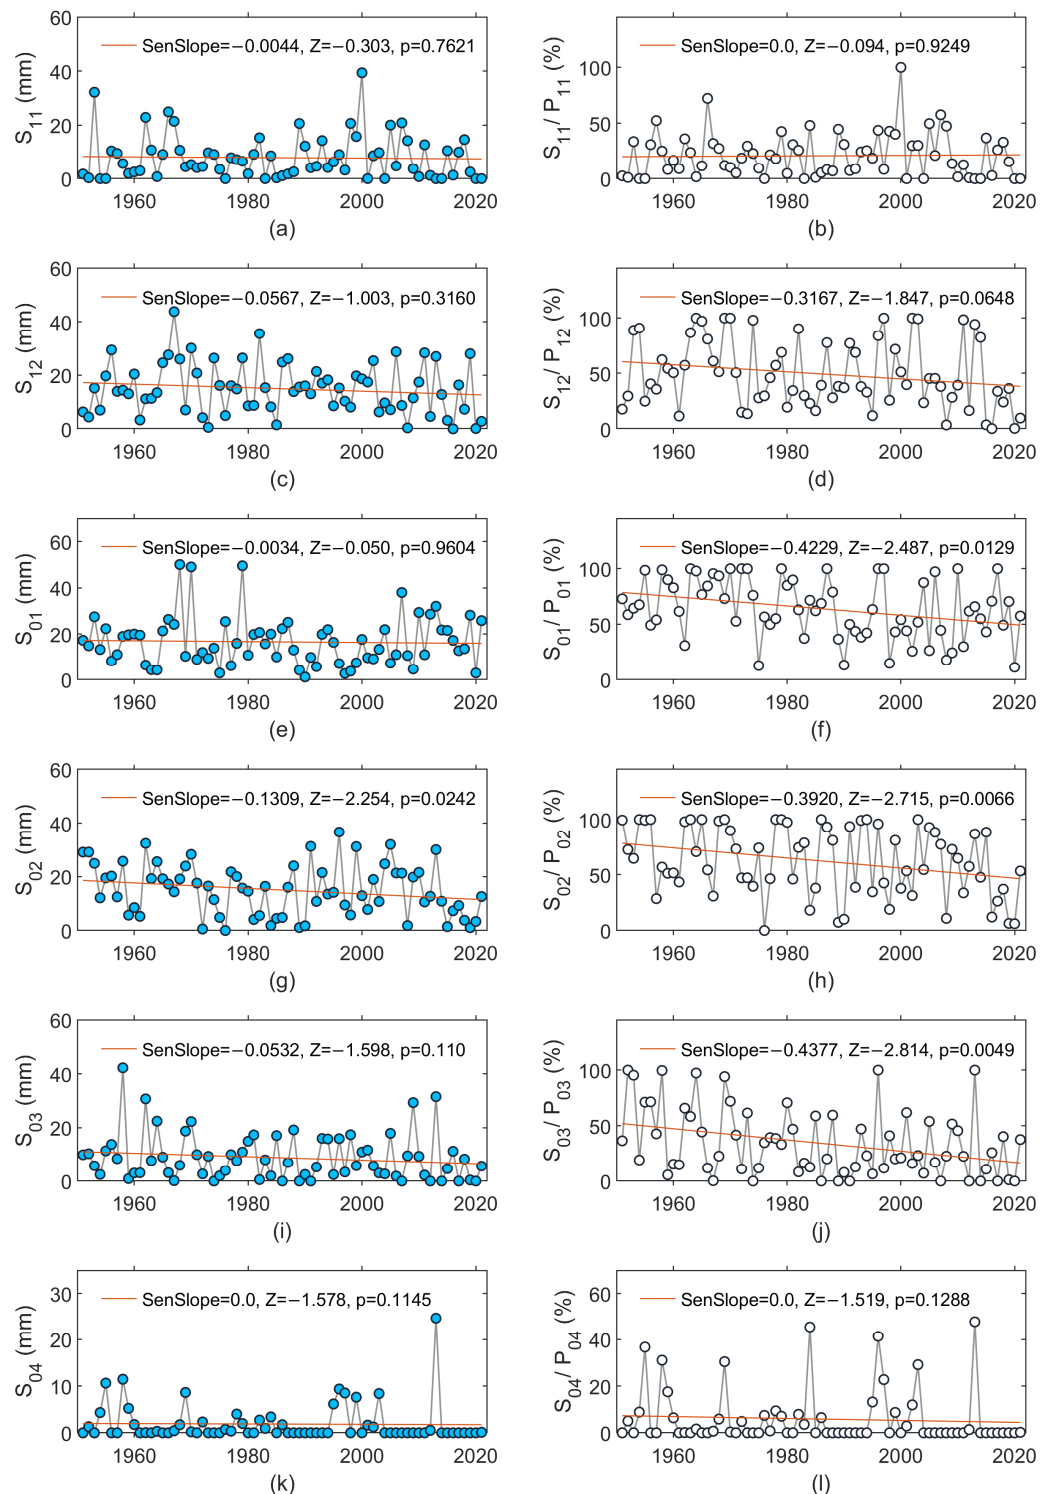 60
SenSlope=−0.0044, Z=−0.303, p=0.7621
40
20
0
S11 (mm)
1960 1980 2000 2020
(a)
SenSlope=0.0, Z=−0.094, p=0.9249
100
50
0
S11/ P11 (%)
1960 1980 2000 2020
(b)
60
SenSlope=−0.0567, Z=−1.003, p=0.3160
40
20
0
S12 (mm)
1960 1980 2000 2020
(c)
SenSlope=−0.3167, Z=−1.847, p=0.0648
100
50
0
S12/ P12 (%)
1960 1980 2000 2020
(d)
60
SenSlope=−0.0034, Z=−0.050, p=0.9604
40
20
0
S01 (mm)
1960 1980 2000 2020
(e)
SenSlope=−0.4229, Z=−2.487, p=0.0129
100
50
0
S01/ P01 (%)
1960 1980 2000 2020
(f)
60
SenSlope=−0.1309, Z=−2.254, p=0.0242
40
20
0
S02 (mm)
1960 1980 2000 2020
(g)
SenSlope=−0.3920, Z=−2.715, p=0.0066
100
50
0
S02/ P02 (%)
1960 1980 2000 2020
(h)
60
SenSlope=−0.0532, Z=−1.598, p=0.110
40
20
0
S03 (mm)
1960 1980 2000 2020
(i)
SenSlope=−0.4377, Z=−2.814, p=0.0049
100
50
0
S03/ P03 (%)
1960 1980 2000 2020
(j)
30
SenSlope=0.0, Z=−1.578, p=0.1145
20
10
0
S04 (mm)
1960 1980 2000 2020
(k)
60
SenSlope=0.0, Z=−1.519, p=0.1288
40
20
0
S04/ P04 (%)
1960 1980 2000 2020
(l)